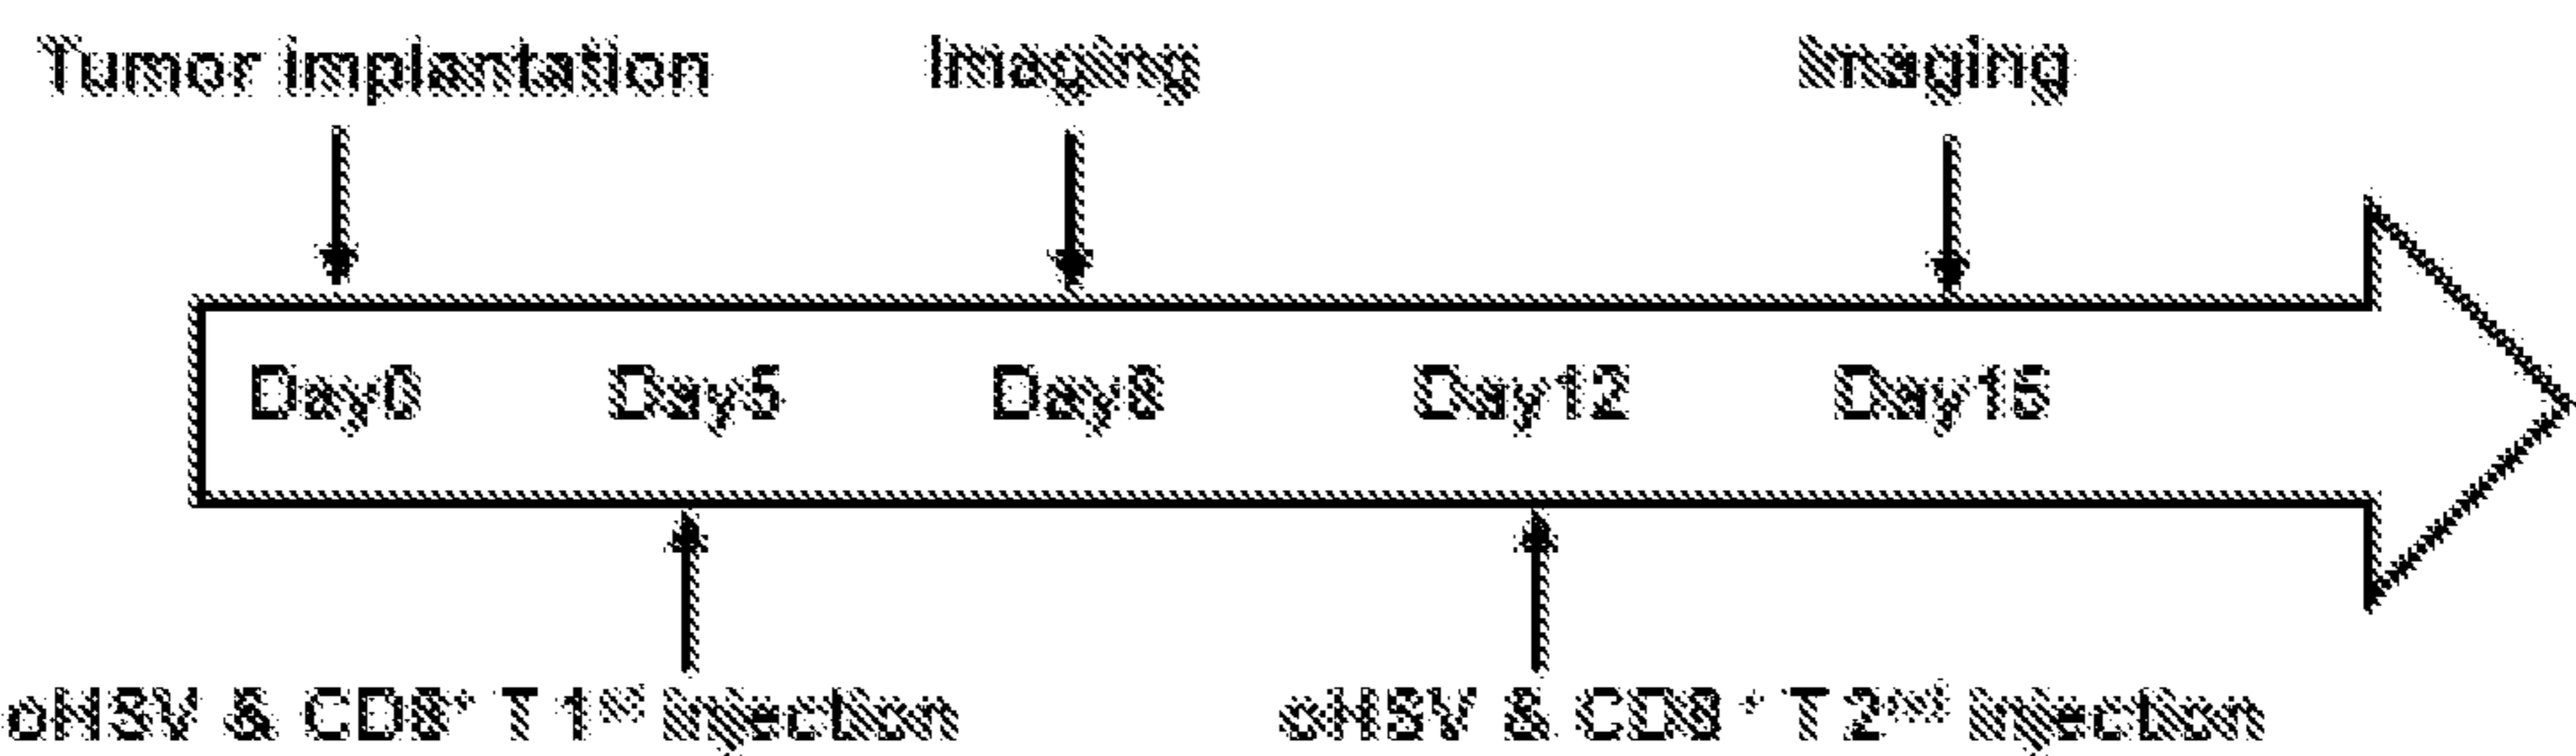 Tumor implantation
Imaging
Imaging
Day0
Day5
Day8
Day12
Day15
oHSV & CD8⁺ T 1ˢᵗ injection
oHSV & CD8⁺ T 2ⁿᵈ injection